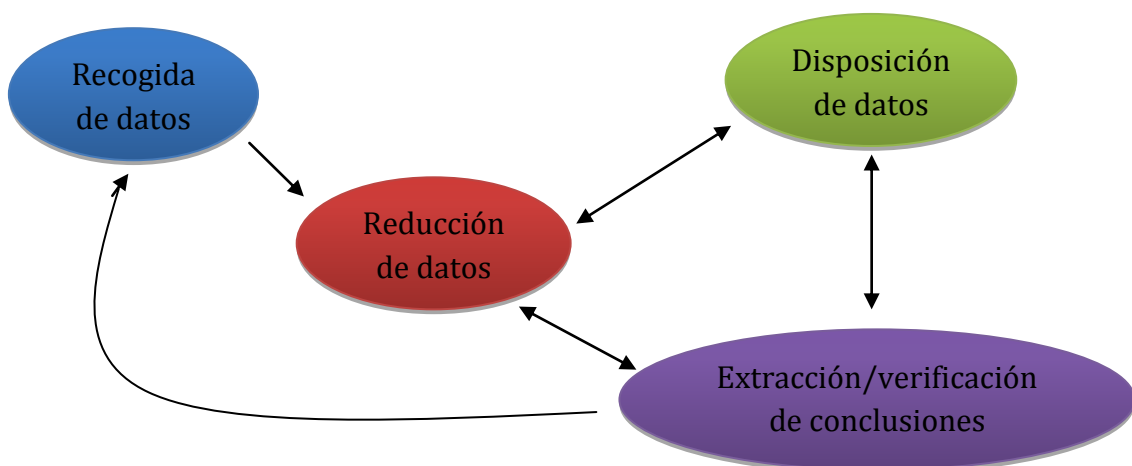 Recogida
de datos
Disposición
de datos
Reducción
de datos
Extracción/verificación
de conclusiones